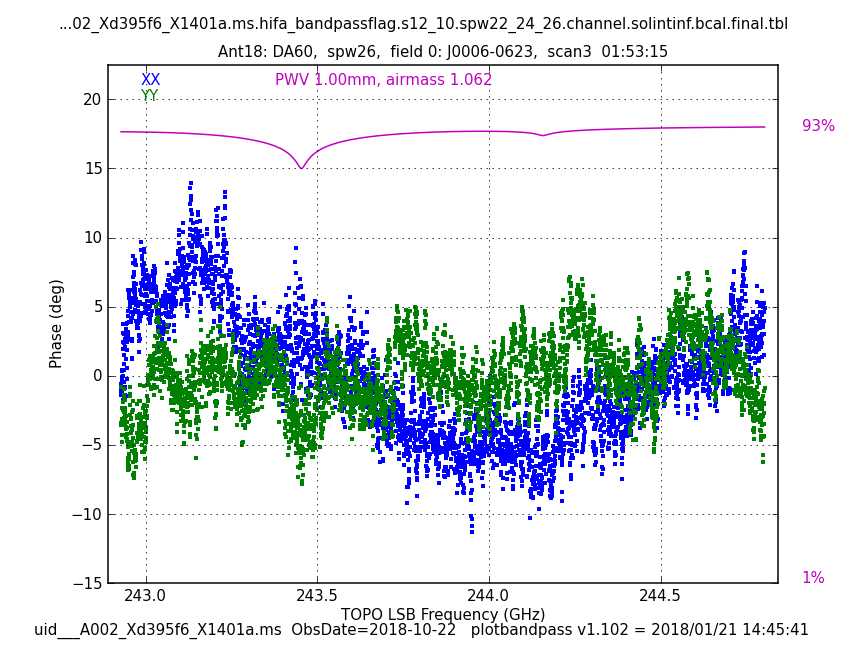 ...02_Xd395f6_X1401a.ms.hifa_bandpassflag.s12_10.spw22_24_26.channel.solintinf.bcal.final.tbl
Ant18: DA60,  spw26,  field 0: J0006-0623,  scan3  01:53:15
XX
YY
PWV 1.00mm, airmass 1.062
93%
1%
20
15
10
5
0
−5
−10
−15
Phase (deg)
243.0 243.5 244.0 244.5
TOPO LSB Frequency (GHz)
uid___A002_Xd395f6_X1401a.ms  ObsDate=2018-10-22   plotbandpass v1.102 = 2018/01/21 14:45:41